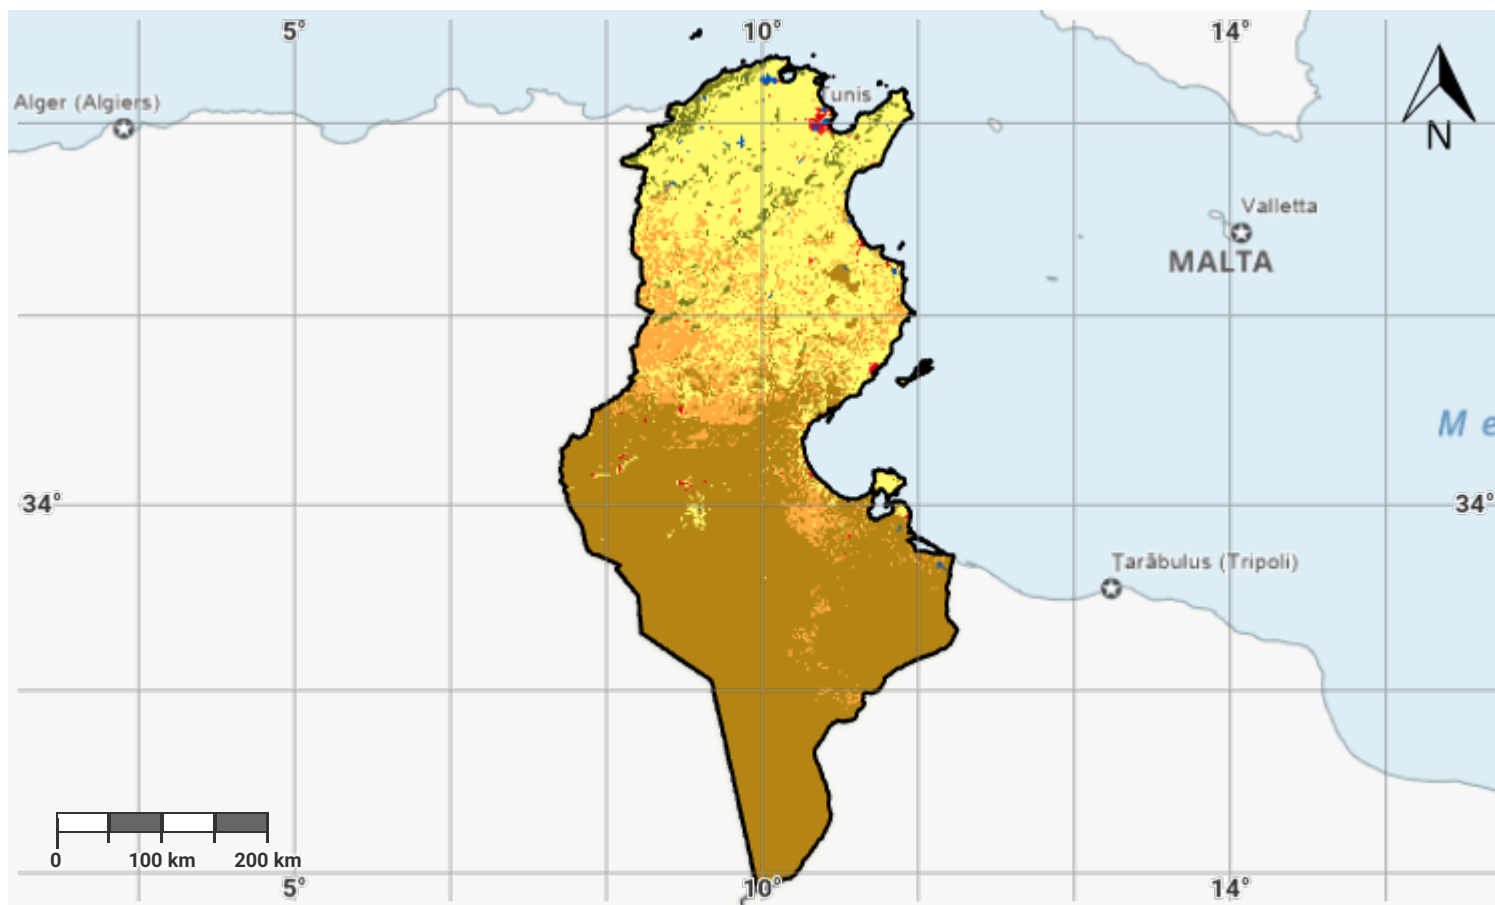 5° 10° 14°
Alger (Algiers)
Tunis
N
Valletta
MALTA
M e
34° 34°
Ṭarābulus (Tripoli)
0 100 km 200 km
5° 10° 14°